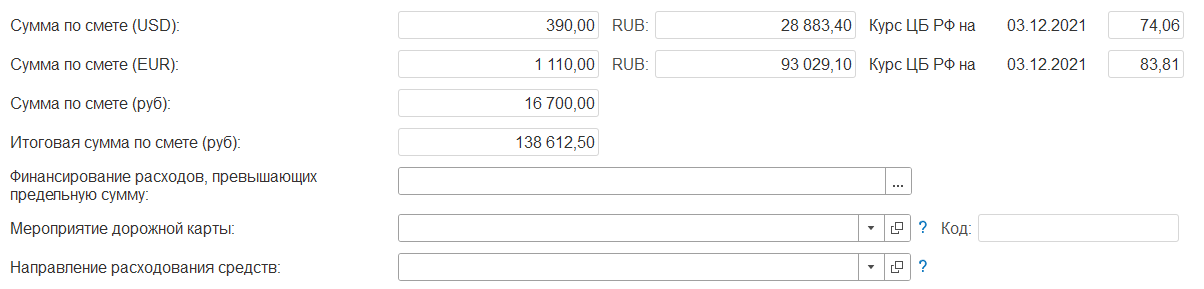 Сумма по смете (USD): 390,00 RUB: 28 883,40 Курс ЦБ РФ на 03.12.2021 74,06
Сумма по смете (EUR): 1 110,00 RUB: 93 029,10 Курс ЦБ РФ на 03.12.2021 83,81
Сумма по смете (руб): 16 700,00
Итоговая сумма по смете (руб): 138 612,50
Финансирование расходов, превышающих
предельную сумму: ...
Мероприятие дорожной карты: ? Код:
Направление расходования средств: ?